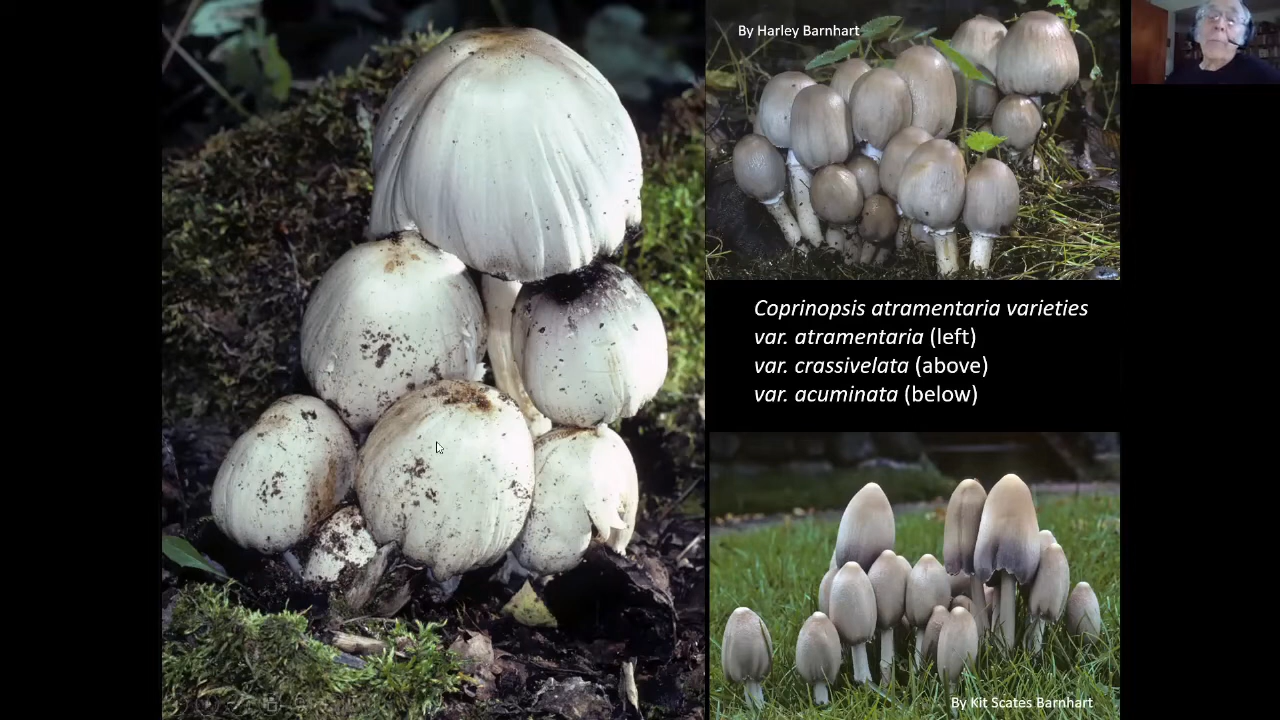 By Harley Barnhart
Coprinopsis atramentaria varieties
var. atramentaria (left)
var. crassivelata (above)
var. acuminata (below)
By Kit Scates Barnhart